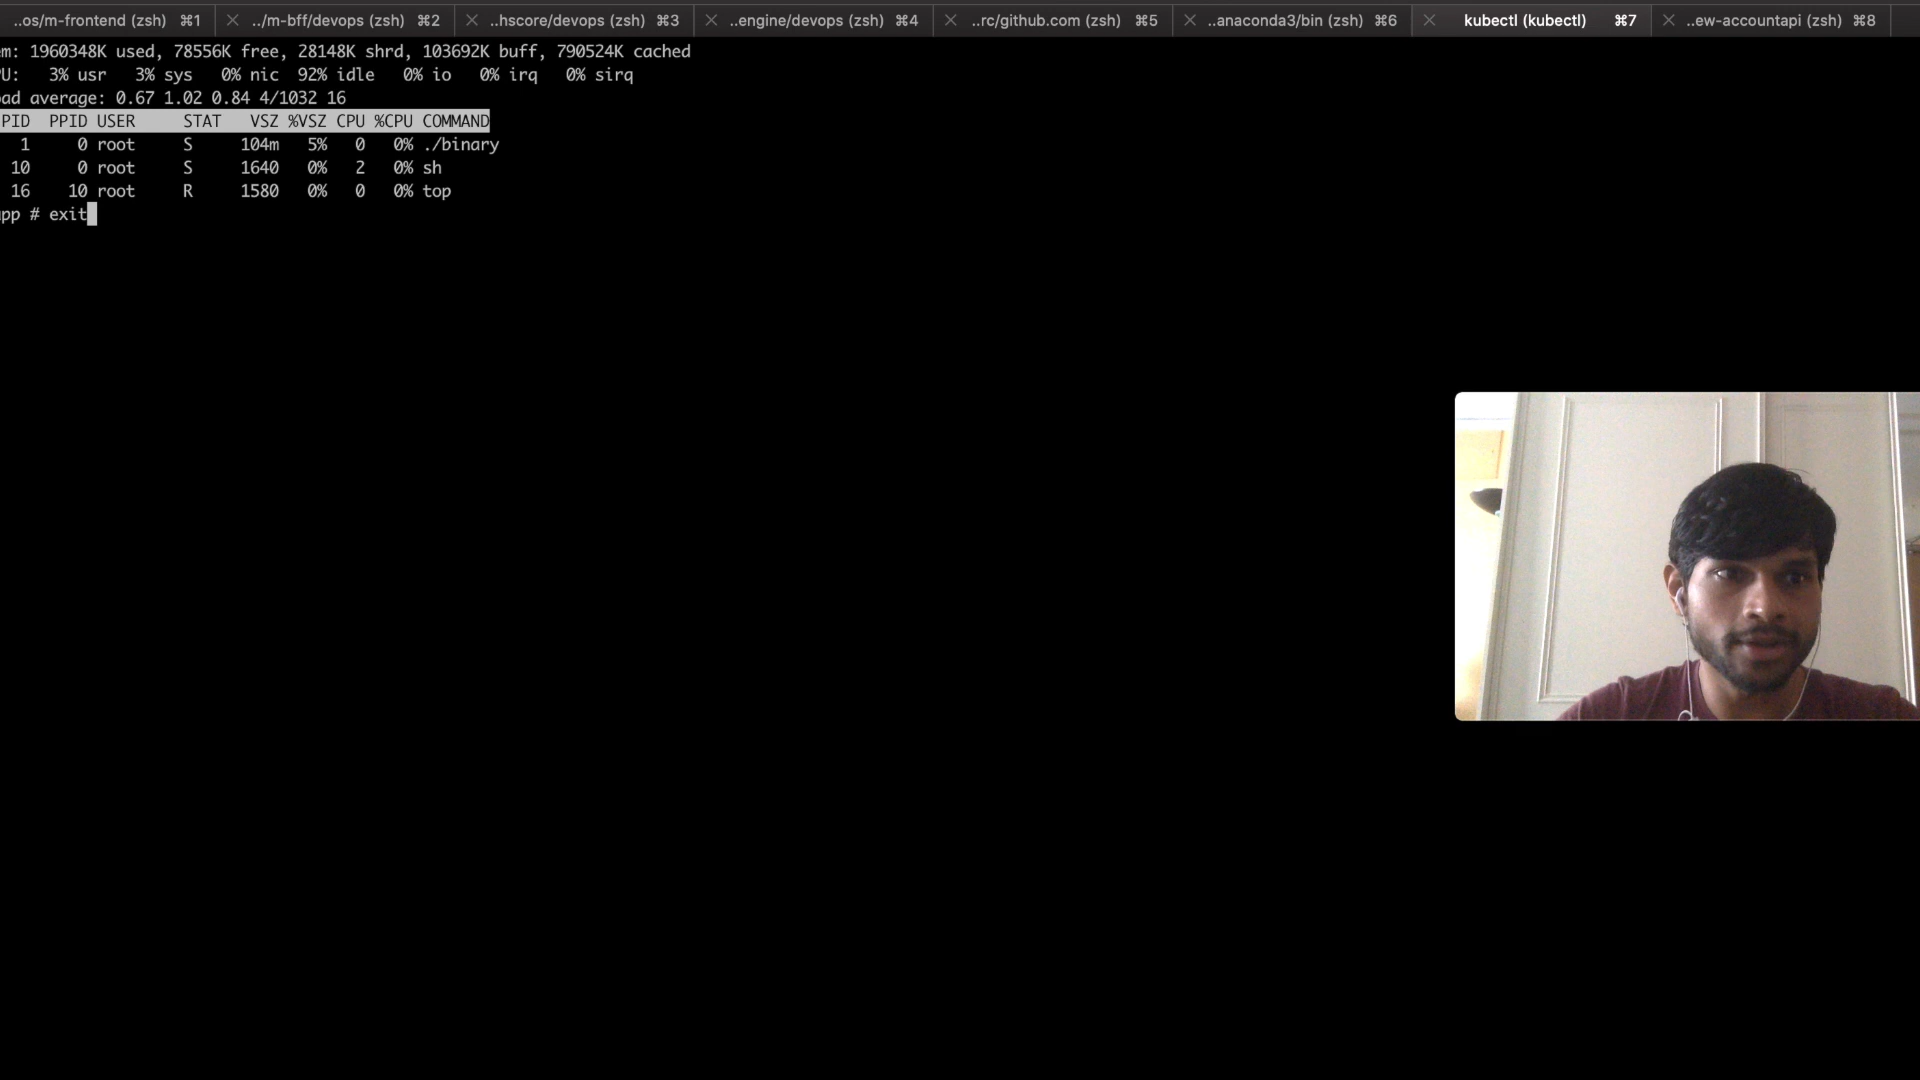 ..os/m-frontend (zsh) ⌘1 ../m-bff/devops (zsh) ⌘2 ..hscore/devops (zsh) ⌘3 ..engine/devops (zsh) ⌘4 ..rc/github.com (zsh) ⌘5 ..anaconda3/bin (zsh) ⌘6 kubectl (kubectl) ⌘7 ..ew-accountapi (zsh) ⌘8
em: 1960348K used, 78556K free, 28148K shrd, 103692K buff, 790524K cached
PU: 3% usr 3% sys 0% nic 92% idle 0% io 0% irq 0% sirq
oad average: 0.67 1.02 0.84 4/1032 16
PID PPID USER STAT VSZ %VSZ CPU %CPU COMMAND
1 0 root S 104m 5% 0 0% ./binary
10 0 root S 1640 0% 2 0% sh
16 10 root R 1580 0% 0 0% top
app # exit